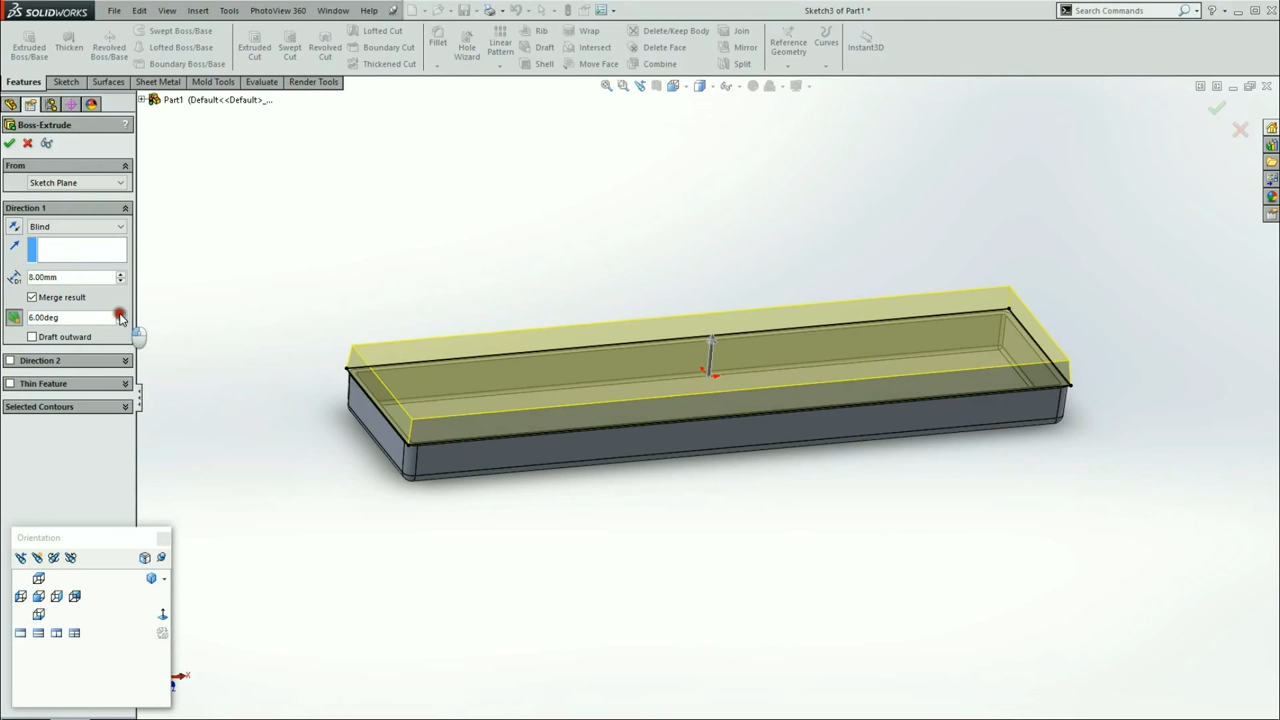 SOLIDWORKS File Edit View Insert Tools PhotoView 360 Window Help Sketch3 of Part1 * Search Commands ?
Extruded Boss/Base Thicken Revolved Boss/Base Swept Boss/Base Lofted Boss/Base Boundary Boss/Base Extruded Cut Swept Cut Revolved Cut Lofted Cut Boundary Cut Thickened Cut Fillet Hole Wizard Linear Pattern Rib Draft Shell Wrap Intersect Move Face Delete/Keep Body Delete Face Combine Join Mirror Split Reference Geometry Curves Instant3D
Features Sketch Surfaces Sheet Metal Mold Tools Evaluate Render Tools
Part1 (Default<<Default>_...
Boss-Extrude ?
From
Sketch Plane
Direction 1
Blind
D1 8.00mm
Merge result
6.00deg
Draft outward
Direction 2
Thin Feature
Selected Contours
Orientation
X
Z